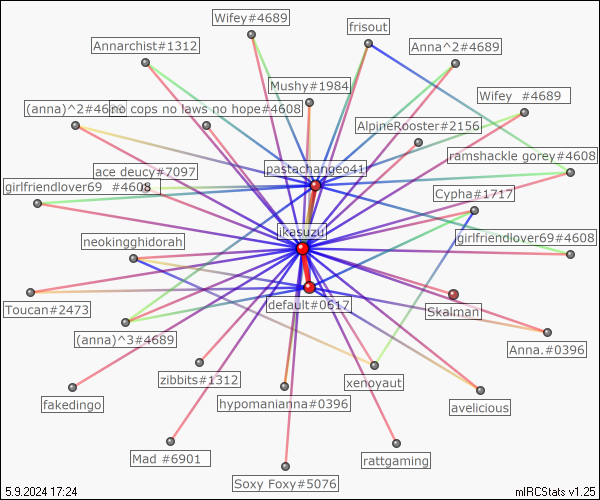 Wifey#4689
frisout
Annarchist#1312
Anna^2#4689
Mushy#1984
Wifey #4689
(anna)^2#4689
no cops no laws no hope#4608
AlpineRooster#2156
ramshackle gorey#4608
ace deucy#7097
pastachangeo41
girlfriendlover69 #4608
Cypha#1717
ikasuzu
neokingghidorah
girlfriendlover69#4608
Toucan#2473
default#0617
Skalman
(anna)^3#4689
Anna.#0396
zibbits#1312
xenoyaut
fakedingo
hypomanianna#0396
avelicious
Mad #6901
rattgaming
Soxy Foxy#5076
5.9.2024 17:24
mIRCStats v1.25